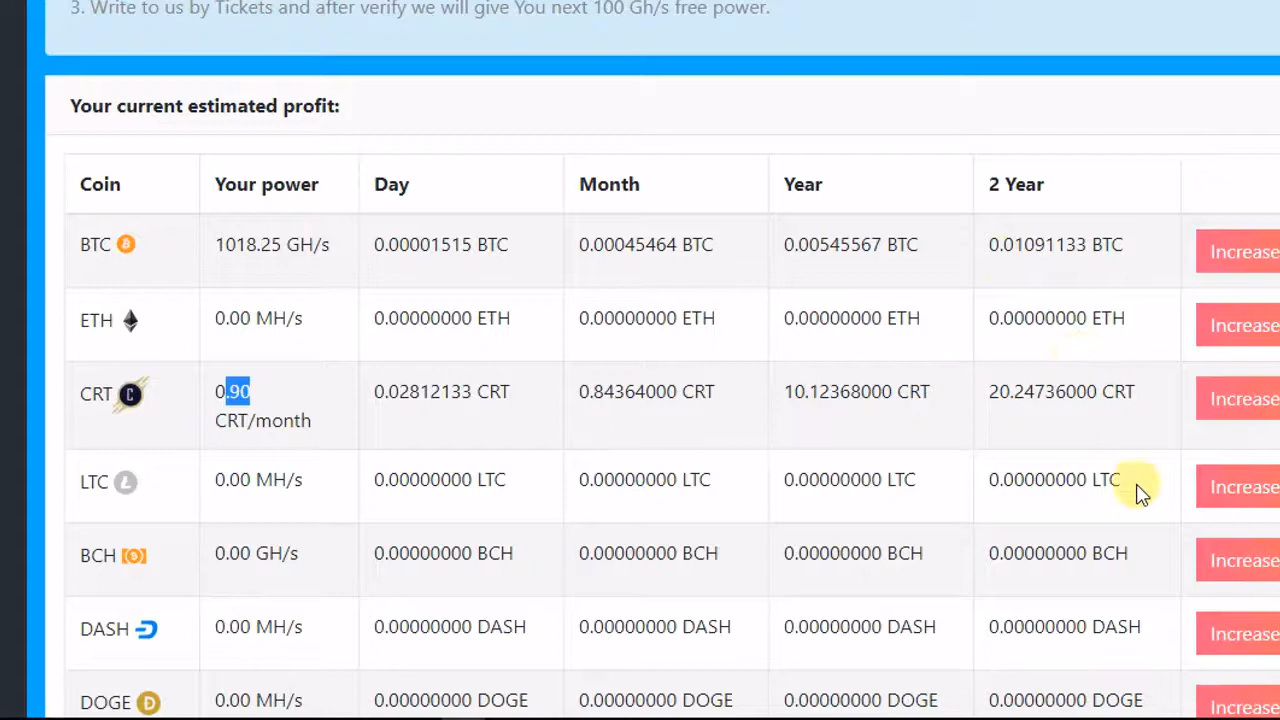 3. Write to us by Tickets and after verify we will give You next 100 Gh/s free power.
Your current estimated profit:
Coin Your power Day Month Year 2 Year
BTC 1018.25 GH/s 0.00001515 BTC 0.00045464 BTC 0.00545567 BTC 0.01091133 BTC Increase
ETH 0.00 MH/s 0.00000000 ETH 0.00000000 ETH 0.00000000 ETH 0.00000000 ETH Increase
CRT 0.90 CRT/month 0.02812133 CRT 0.84364000 CRT 10.12368000 CRT 20.24736000 CRT Increase
LTC 0.00 MH/s 0.00000000 LTC 0.00000000 LTC 0.00000000 LTC 0.00000000 LTC Increase
BCH 0.00 GH/s 0.00000000 BCH 0.00000000 BCH 0.00000000 BCH 0.00000000 BCH Increase
DASH 0.00 MH/s 0.00000000 DASH 0.00000000 DASH 0.00000000 DASH 0.00000000 DASH Increase
DOGE 0.00 MH/s 0.00000000 DOGE 0.00000000 DOGE 0.00000000 DOGE 0.00000000 DOGE Increase